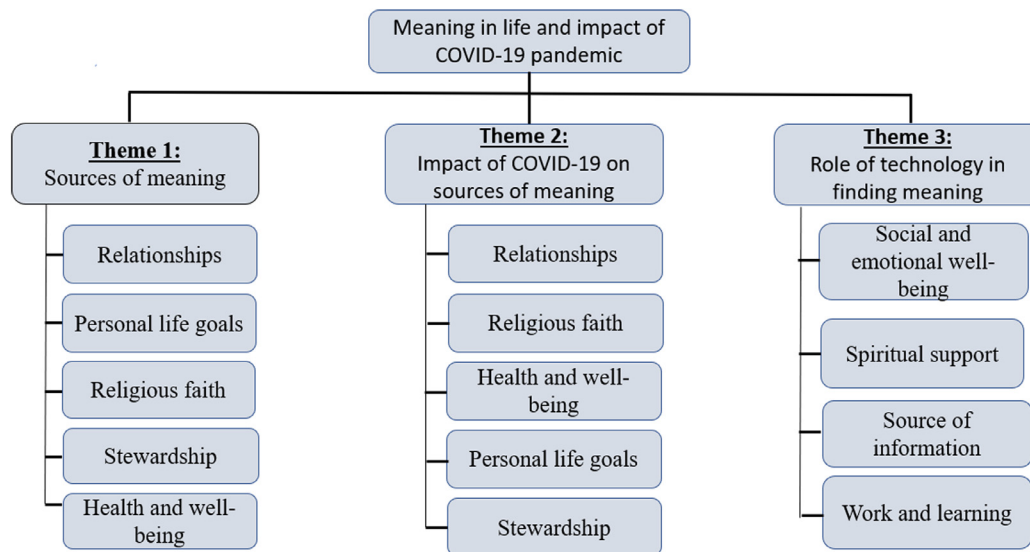 Meaning in life and impact of
COVID-19 pandemic
Theme 1:
Sources of meaning
Relationships
Personal life goals
Religious faith
Stewardship
Health and well-
being
Theme 2:
Impact of COVID-19 on
sources of meaning
Relationships
Religious faith
Health and well-
being
Personal life goals
Stewardship
Theme 3:
Role of technology in
finding meaning
Social and
emotional well-
being
Spiritual support
Source of
information
Work and learning